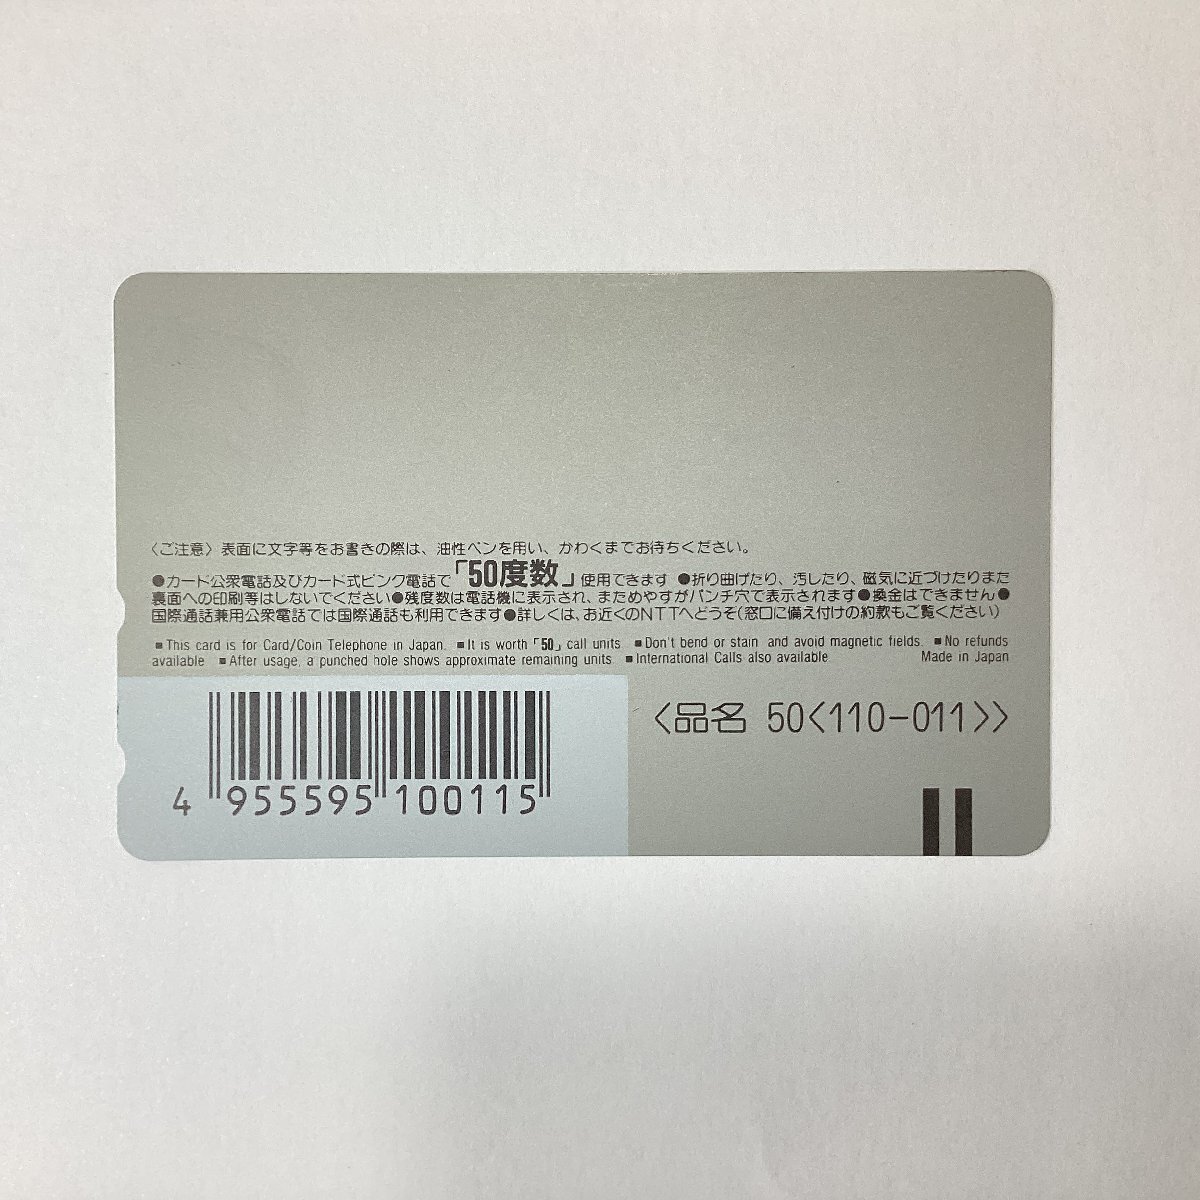 〈ご注意〉表面に文字等をお書きの際は、油性ペンを用い、かわくまでお待ちください。
●カード公衆電話及びカード式ピンク電話で「50度数」使用できます ●折り曲げたり、汚したり、磁気に近づけたりまた
裏面への印刷等はしないでください●残度数は電話機に表示され、まためやすがパンチ穴で表示されます●換金はできません●
国際通話兼用公衆電話では国際通話も利用できます●詳しくは、お近くのNTTへどうぞ(窓口に備え付けの約款もご覧ください)
■This card is for Card/Coin Telephone in Japan. ■It is worth「50」call units ■Don't bend or stain and avoid magnetic fields. ■No refunds
available ■After usage, a punched hole shows approximate remaining units ■International Calls also available Made in Japan
〈品名 50〈110-011〉〉
4 955595 100115